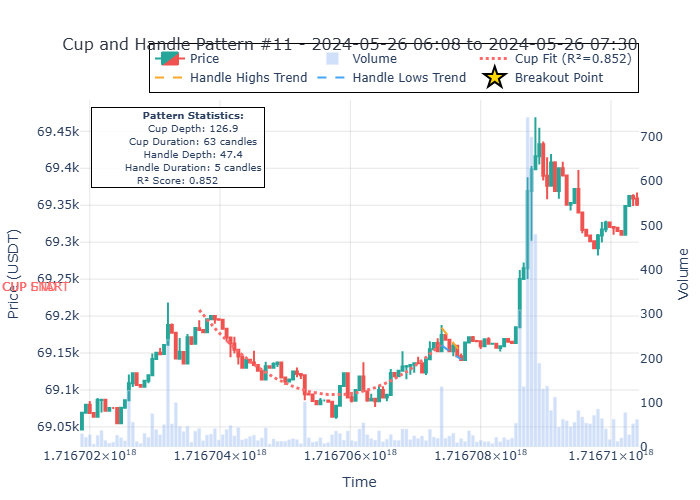 Cup and Handle Pattern #11 - 2024-05-26 06:08 to 2024-05-26 07:30
Price
Volume
Cup Fit (R²=0.852)
Handle Highs Trend
Handle Lows Trend
Breakout Point
Pattern Statistics:
Cup Depth: 126.9
Cup Duration: 63 candles
Handle Depth: 47.4
Handle Duration: 5 candles
R² Score: 0.852
69.45k
69.4k
69.35k
69.3k
69.25k
69.2k
69.15k
69.1k
69.05k
Price (USDT)
CUP START
700
600
500
400
300
200
100
0
Volume
1.716702×10¹⁸
1.716704×10¹⁸
1.716706×10¹⁸
1.716708×10¹⁸
1.71671×10¹⁸
Time